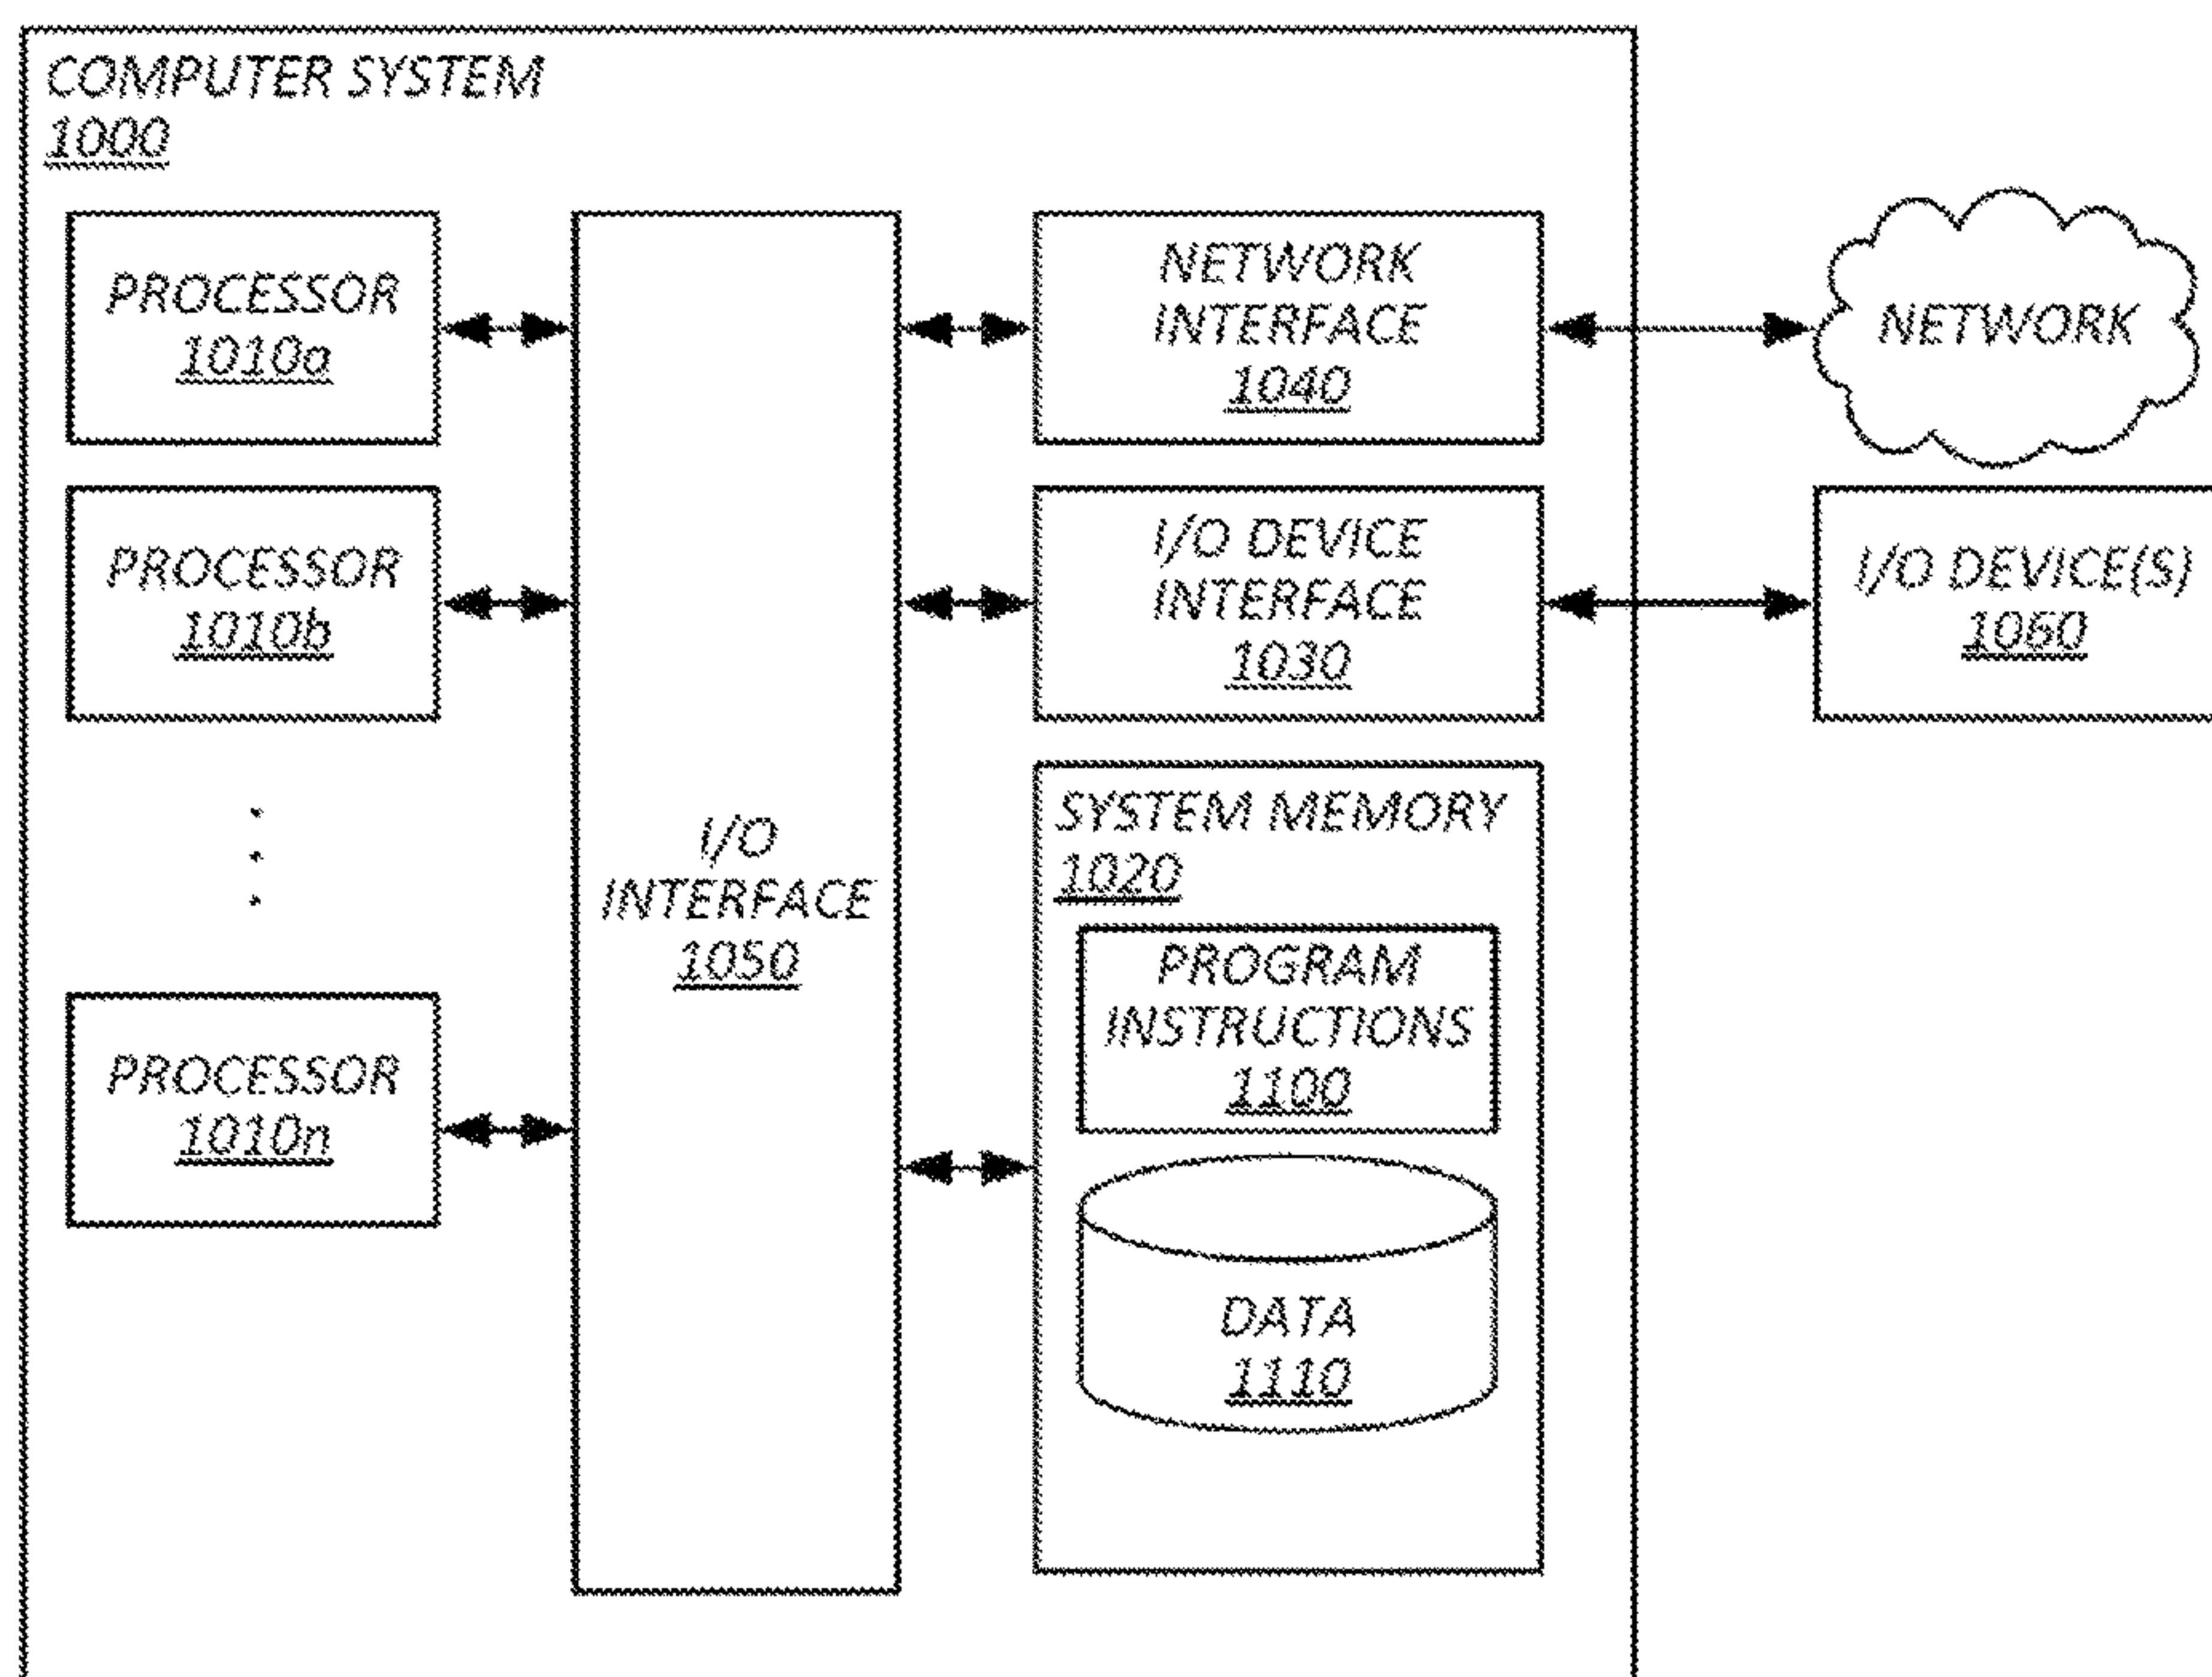 COMPUTER SYSTEM
1000
PROCESSOR
1010a
PROCESSOR
1010b
PROCESSOR
1010n
I/O
INTERFACE
1050
NETWORK
INTERFACE
1040
I/O DEVICE
INTERFACE
1030
SYSTEM MEMORY
1020
PROGRAM
INSTRUCTIONS
1100
DATA
1110
NETWORK
I/O DEVICE(S)
1060